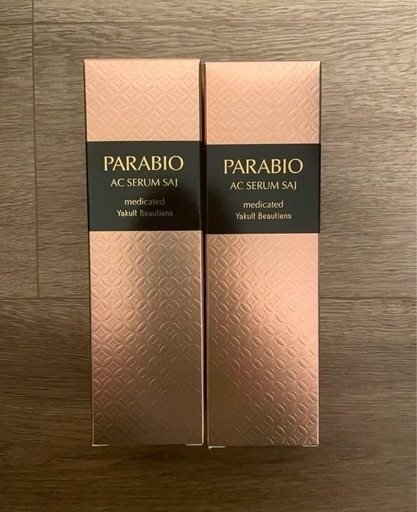 PARABIO
AC SERUM SAJ
medicated
Yakult Beautiens
PARABIO
AC SERUM SAJ
medicated
Yakult Beautiens